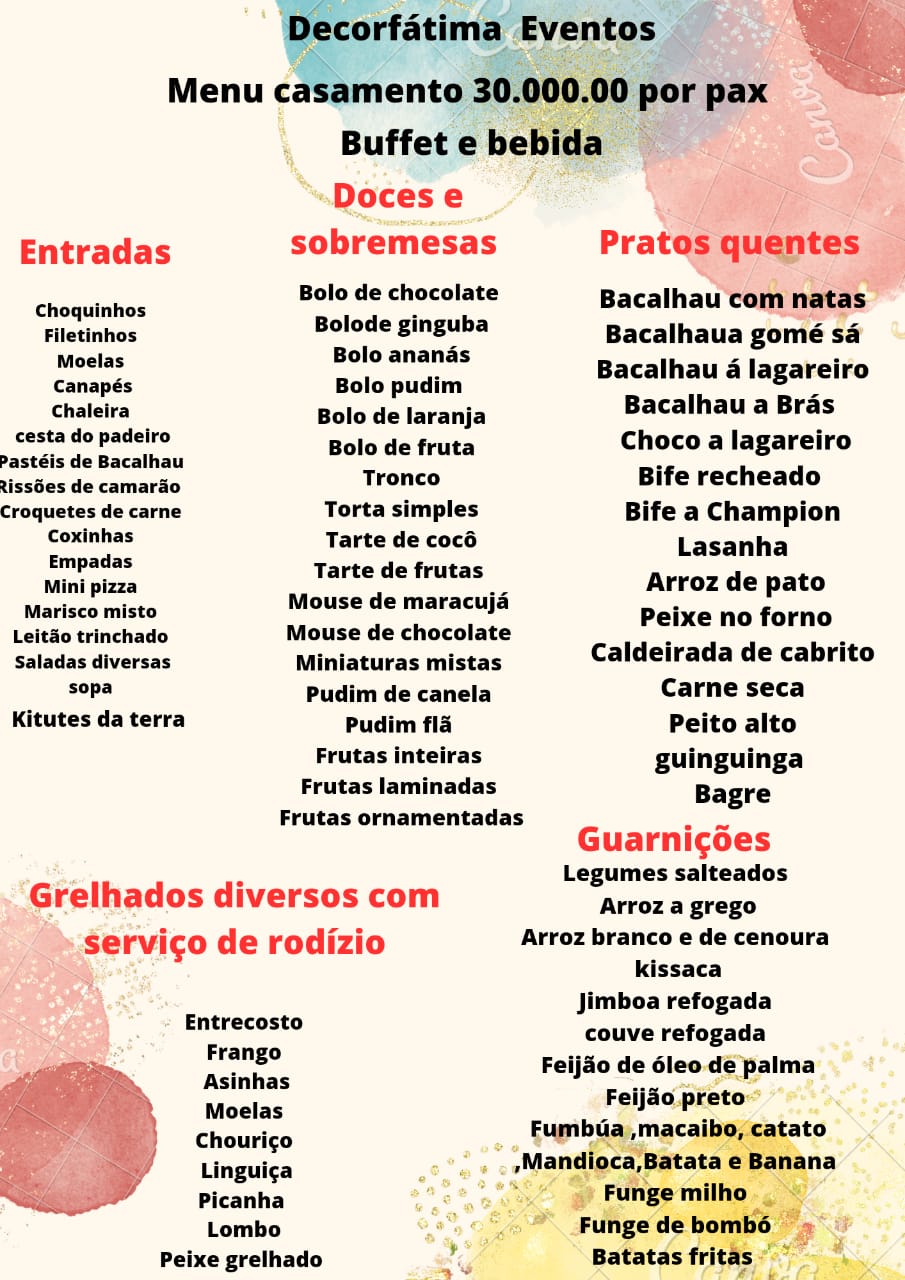 Decorfátima Eventos
Menu casamento 30.000.00 por pax
Buffet e bebida
Entradas
Choquinhos
Filetinhos
Moelas
Canapés
Chaleira
cesta do padeiro
Pastéis de Bacalhau
Rissões de camarão
Croquetes de carne
Coxinhas
Empadas
Mini pizza
Marisco misto
Leitão trinchado
Saladas diversas
sopa
Kitutes da terra
Doces e
sobremesas
Bolo de chocolate
Bolode ginguba
Bolo ananás
Bolo pudim
Bolo de laranja
Bolo de fruta
Tronco
Torta simples
Tarte de cocô
Tarte de frutas
Mouse de maracujá
Mouse de chocolate
Miniaturas mistas
Pudim de canela
Pudim flã
Frutas inteiras
Frutas laminadas
Frutas ornamentadas
Pratos quentes
Bacalhau com natas
Bacalhaua gomé sá
Bacalhau á lagareiro
Bacalhau a Brás
Choco a lagareiro
Bife recheado
Bife a Champion
Lasanha
Arroz de pato
Peixe no forno
Caldeirada de cabrito
Carne seca
Peito alto
guinguinga
Bagre
Guarnições
Legumes salteados
Arroz a grego
Arroz branco e de cenoura
kissaca
Jimboa refogada
couve refogada
Feijão de óleo de palma
Feijão preto
Fumbúa ,macaibo, catato
,Mandioca,Batata e Banana
Funge milho
Funge de bombó
Batatas fritas
Grelhados diversos com
serviço de rodízio
Entrecosto
Frango
Asinhas
Moelas
Chouriço
Linguiça
Picanha
Lombo
Peixe grelhado
Canva
Canva
Canva